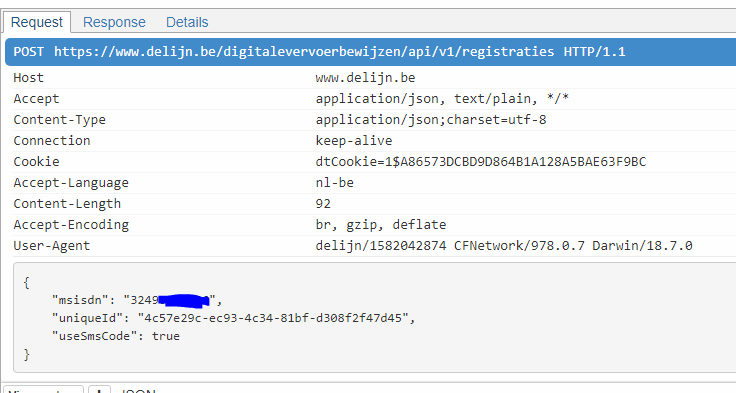 Request Response Details
POST https://www.delijn.be/digitalevervoerbewijzen/api/v1/registraties HTTP/1.1
Host www.delijn.be
Accept application/json, text/plain, */*
Content-Type application/json;charset=utf-8
Connection keep-alive
Cookie dtCookie=1$A86573DCBD9D864B1A128A5BAE63F9BC
Accept-Language nl-be
Content-Length 92
Accept-Encoding br, gzip, deflate
User-Agent delijn/1582042874 CFNetwork/978.0.7 Darwin/18.7.0
{
"msisdn": "3249",
"uniqueId": "4c57e29c-ec93-4c34-81bf-d308f2f47d45",
"useSmsCode": true
}